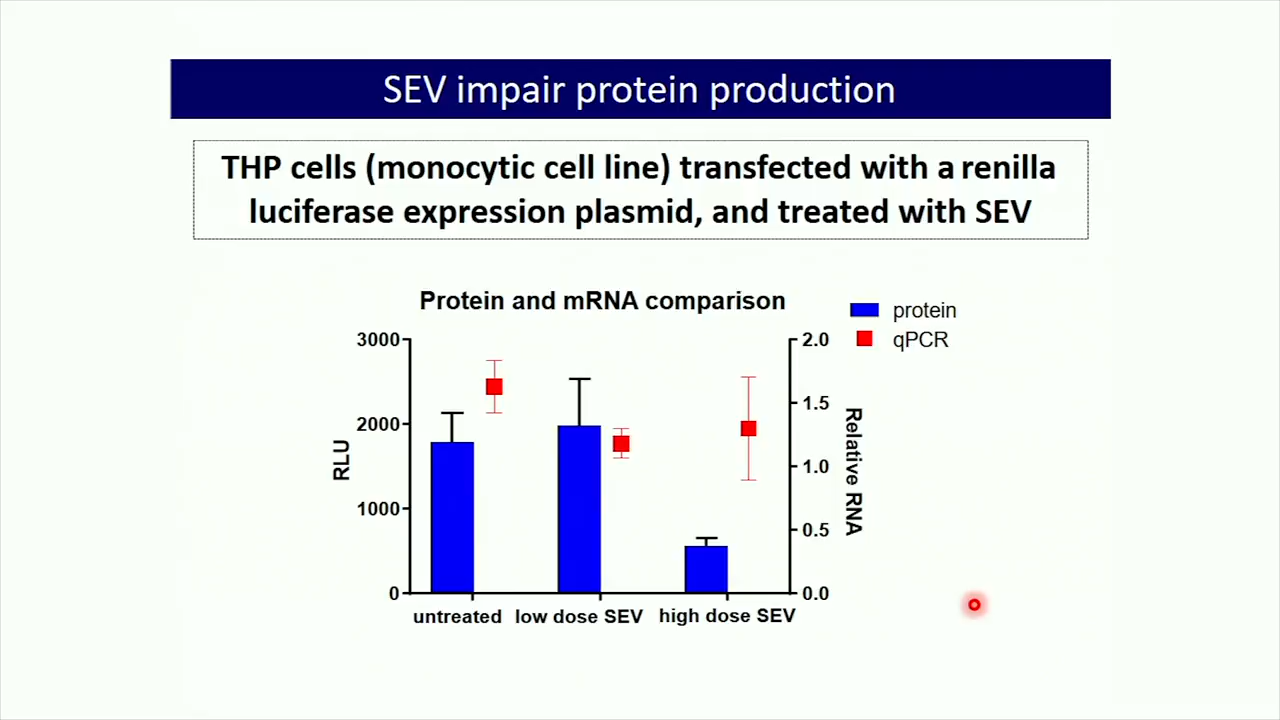 SEV impair protein production
THP cells (monocytic cell line) transfected with a renilla
luciferase expression plasmid, and treated with SEV
Protein and mRNA comparison
protein
qPCR
3000
2000
1000
0
RLU
2.0
1.5
1.0
0.5
0.0
Relative RNA
untreated
low dose SEV
high dose SEV